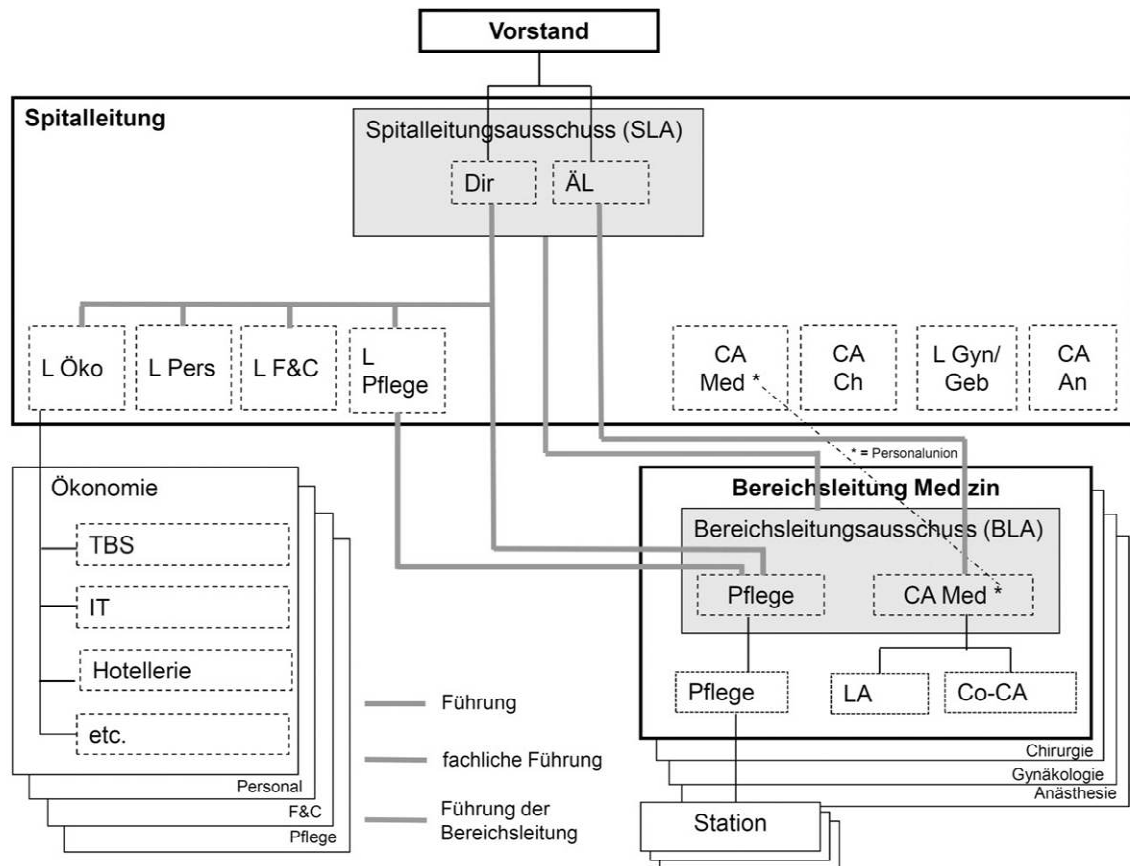 Vorstand
Spitalleitung
Spitalleitungsausschuss (SLA)
Dir
ÄL
L Öko
L Pers
L F&C
L
Pflege
CA
Med *
CA
Ch
L Gyn/
Geb
CA
An
* = Personalunion
Ökonomie
TBS
IT
Hotellerie
etc.
Personal
F&C
Pflege
Führung
fachliche Führung
Führung der
Bereichsleitung
Bereichsleitung Medizin
Bereichsleitungsausschuss (BLA)
Pflege
CA Med *
Pflege
LA
Co-CA
Chirurgie
Gynäkologie
Anästhesie
Station